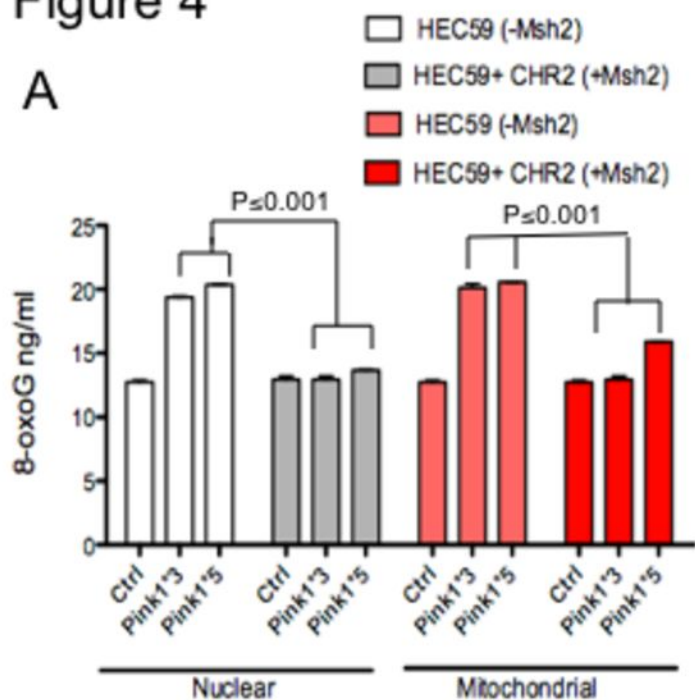 Figure 4
A
HEC59 (-Msh2)
HEC59+ CHR2 (+Msh2)
HEC59 (-Msh2)
HEC59+ CHR2 (+Msh2)
P≤0.001
P≤0.001
8-oxoG ng/ml
25
20
15
10
5
0
Ctrl
Pink1*3
Pink1*5
Ctrl
Pink1*3
Pink1*5
Ctrl
Pink1*3
Pink1*5
Ctrl
Pink1*3
Pink1*5
Nuclear
Mitochondrial